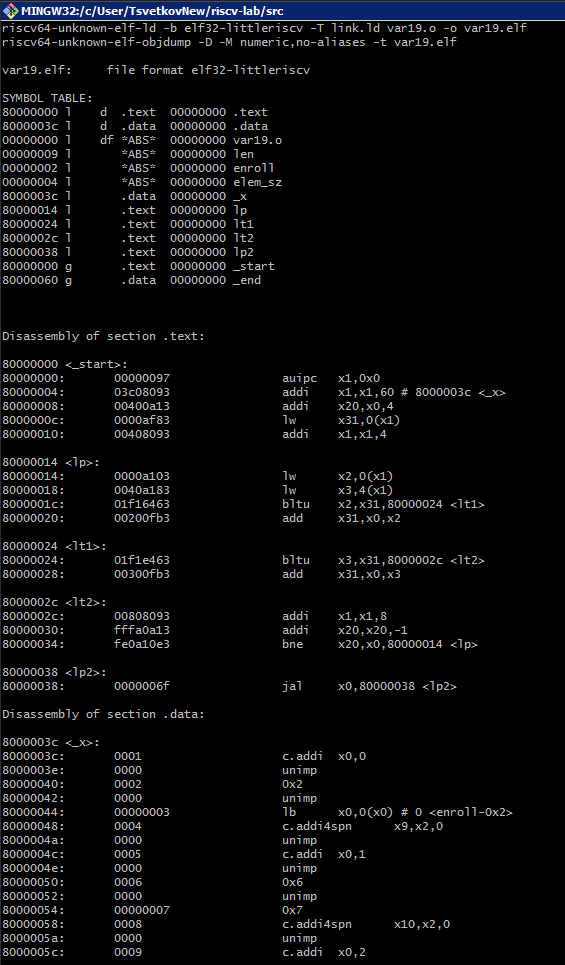 MINGW32:/c/User/TsvetkovNew/riscv-lab/src
riscv64-unknown-elf-ld -b elf32-littleriscv -T link.ld var19.o -o var19.elf
riscv64-unknown-elf-objdump -D -M numeric,no-aliases -t var19.elf
var19.elf:     file format elf32-littleriscv
SYMBOL TABLE:
80000000 l    d  .text  00000000 .text
8000003c l    d  .data  00000000 .data
00000000 l    df *ABS*  00000000 var19.o
00000009 l       *ABS*  00000000 len
00000002 l       *ABS*  00000000 enroll
00000004 l       *ABS*  00000000 elem_sz
8000003c l       .data  00000000 _x
80000014 l       .text  00000000 lp
80000024 l       .text  00000000 lt1
8000002c l       .text  00000000 lt2
80000038 l       .text  00000000 lp2
80000000 g       .text  00000000 _start
80000060 g       .data  00000000 _end
Disassembly of section .text:
80000000 <_start>:
80000000:       00000097                auipc   x1,0x0
80000004:       03c08093                addi    x1,x1,60 # 8000003c <_x>
80000008:       00400a13                addi    x20,x0,4
8000000c:       0000af83                lw      x31,0(x1)
80000010:       00408093                addi    x1,x1,4
80000014 <lp>:
80000014:       0000a103                lw      x2,0(x1)
80000018:       0040a183                lw      x3,4(x1)
8000001c:       01f16463                bltu    x2,x31,80000024 <lt1>
80000020:       00200fb3                add     x31,x0,x2
80000024 <lt1>:
80000024:       01f1e463                bltu    x3,x31,8000002c <lt2>
80000028:       00300fb3                add     x31,x0,x3
8000002c <lt2>:
8000002c:       00808093                addi    x1,x1,8
80000030:       fffa0a13                addi    x20,x20,-1
80000034:       fe0a10e3                bne     x20,x0,80000014 <lp>
80000038 <lp2>:
80000038:       0000006f                jal     x0,80000038 <lp2>
Disassembly of section .data:
8000003c <_x>:
8000003c:       0001                    c.addi  x0,0
8000003e:       0000                    unimp
80000040:       0002                    0x2
80000042:       0000                    unimp
80000044:       00000003                lb      x0,0(x0) # 0 <enroll-0x2>
80000048:       0004                    c.addi4spn      x9,x2,0
8000004a:       0000                    unimp
8000004c:       0005                    c.addi  x0,1
8000004e:       0000                    unimp
80000050:       0006                    0x6
80000052:       0000                    unimp
80000054:       00000007                0x7
80000058:       0008                    c.addi4spn      x10,x2,0
8000005a:       0000                    unimp
8000005c:       0009                    c.addi  x0,2